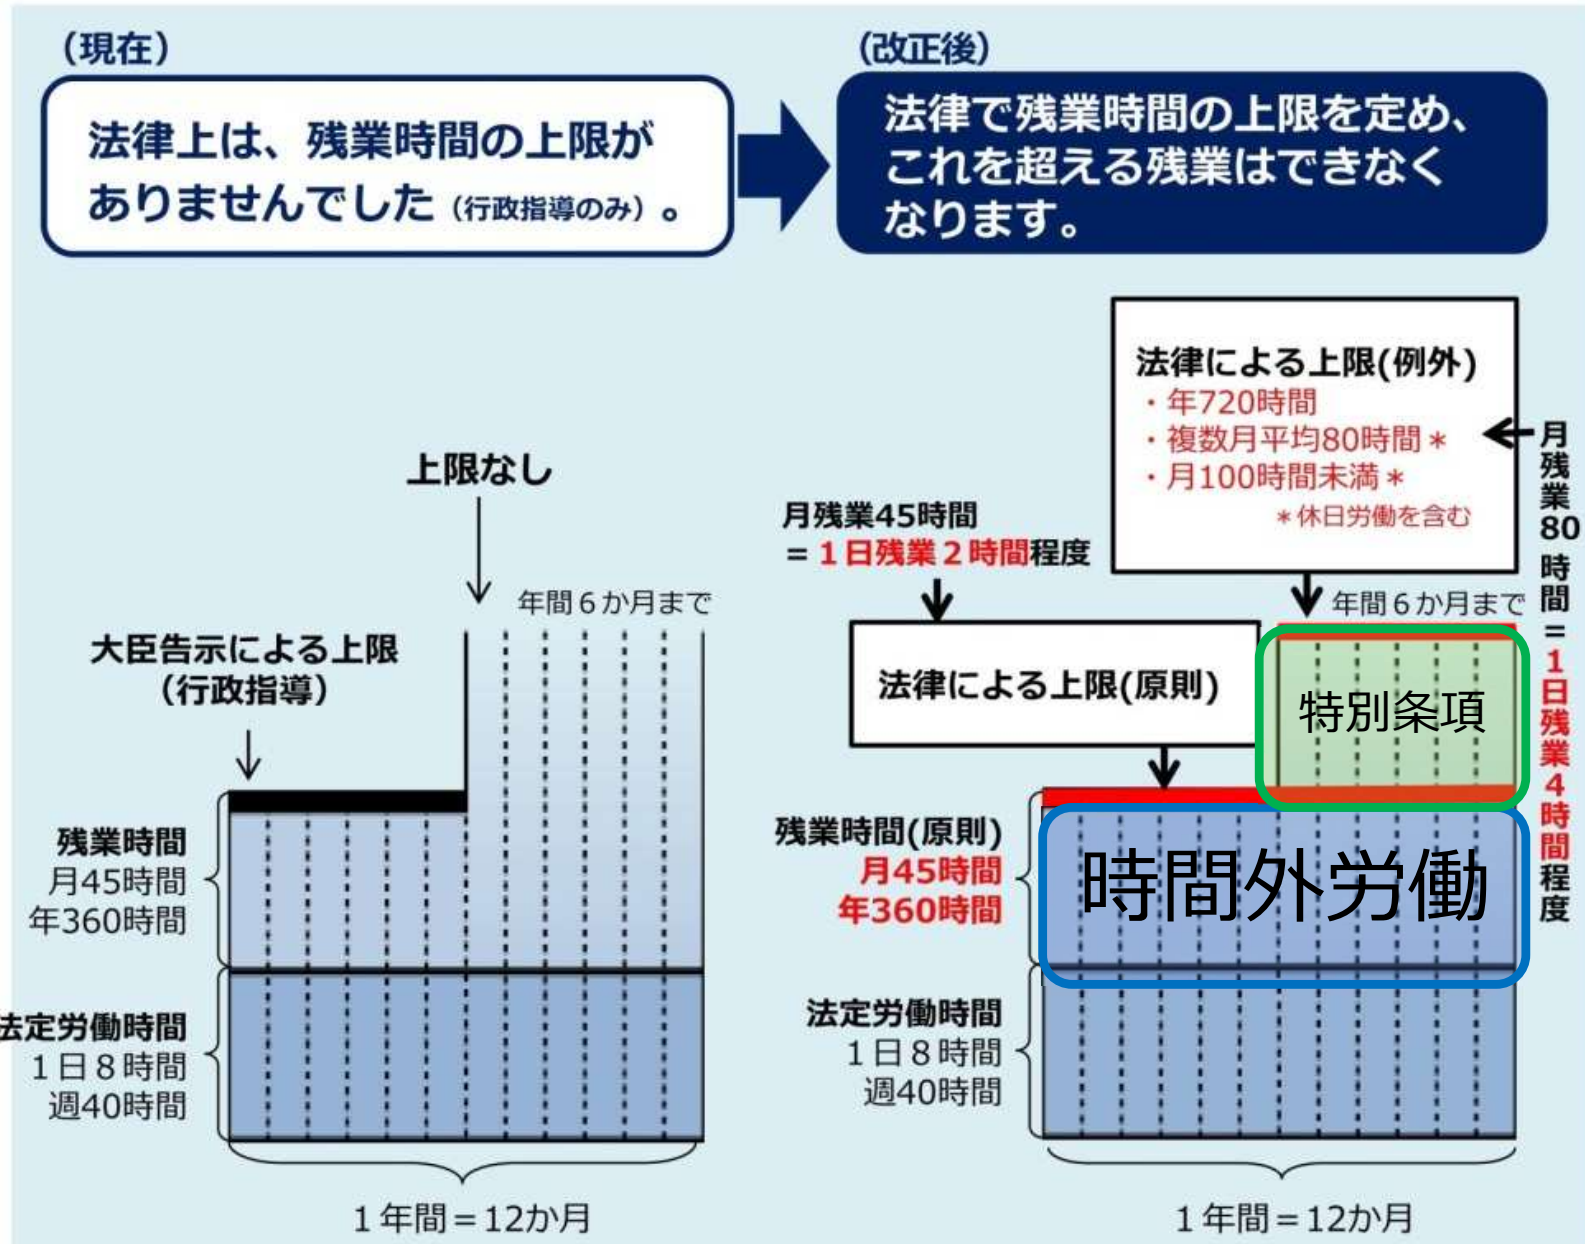 （現在）
法律上は、残業時間の上限が
ありませんでした（行政指導のみ）。
（改正後）
法律で残業時間の上限を定め、
これを超える残業はできなく
なります。
上限なし
年間６か月まで
大臣告示による上限
（行政指導）
残業時間
月45時間
年360時間
法定労働時間
１日８時間
週40時間
１年間＝12か月
法律による上限(例外)
・年720時間
・複数月平均80時間＊
・月100時間未満＊
＊休日労働を含む
月残業80時間＝1日残業4時間程度
月残業45時間
＝１日残業２時間程度
年間６か月まで
法律による上限(原則)
特別条項
残業時間(原則)
月45時間
年360時間
時間外労働
法定労働時間
１日８時間
週40時間
１年間＝12か月